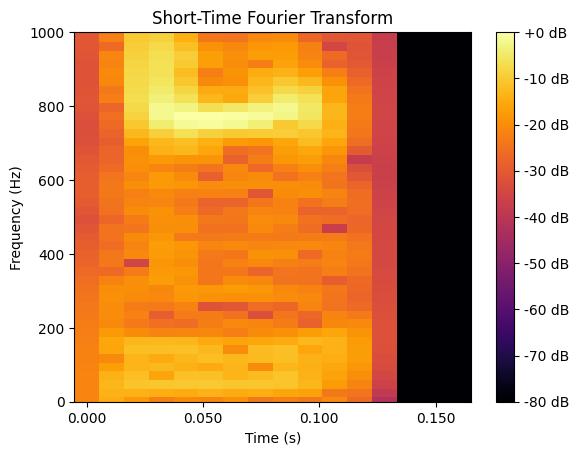 Short-Time Fourier Transform
1000
800
600
400
200
0
Frequency (Hz)
0.000
0.050
0.100
0.150
Time (s)
+0 dB
-10 dB
-20 dB
-30 dB
-40 dB
-50 dB
-60 dB
-70 dB
-80 dB